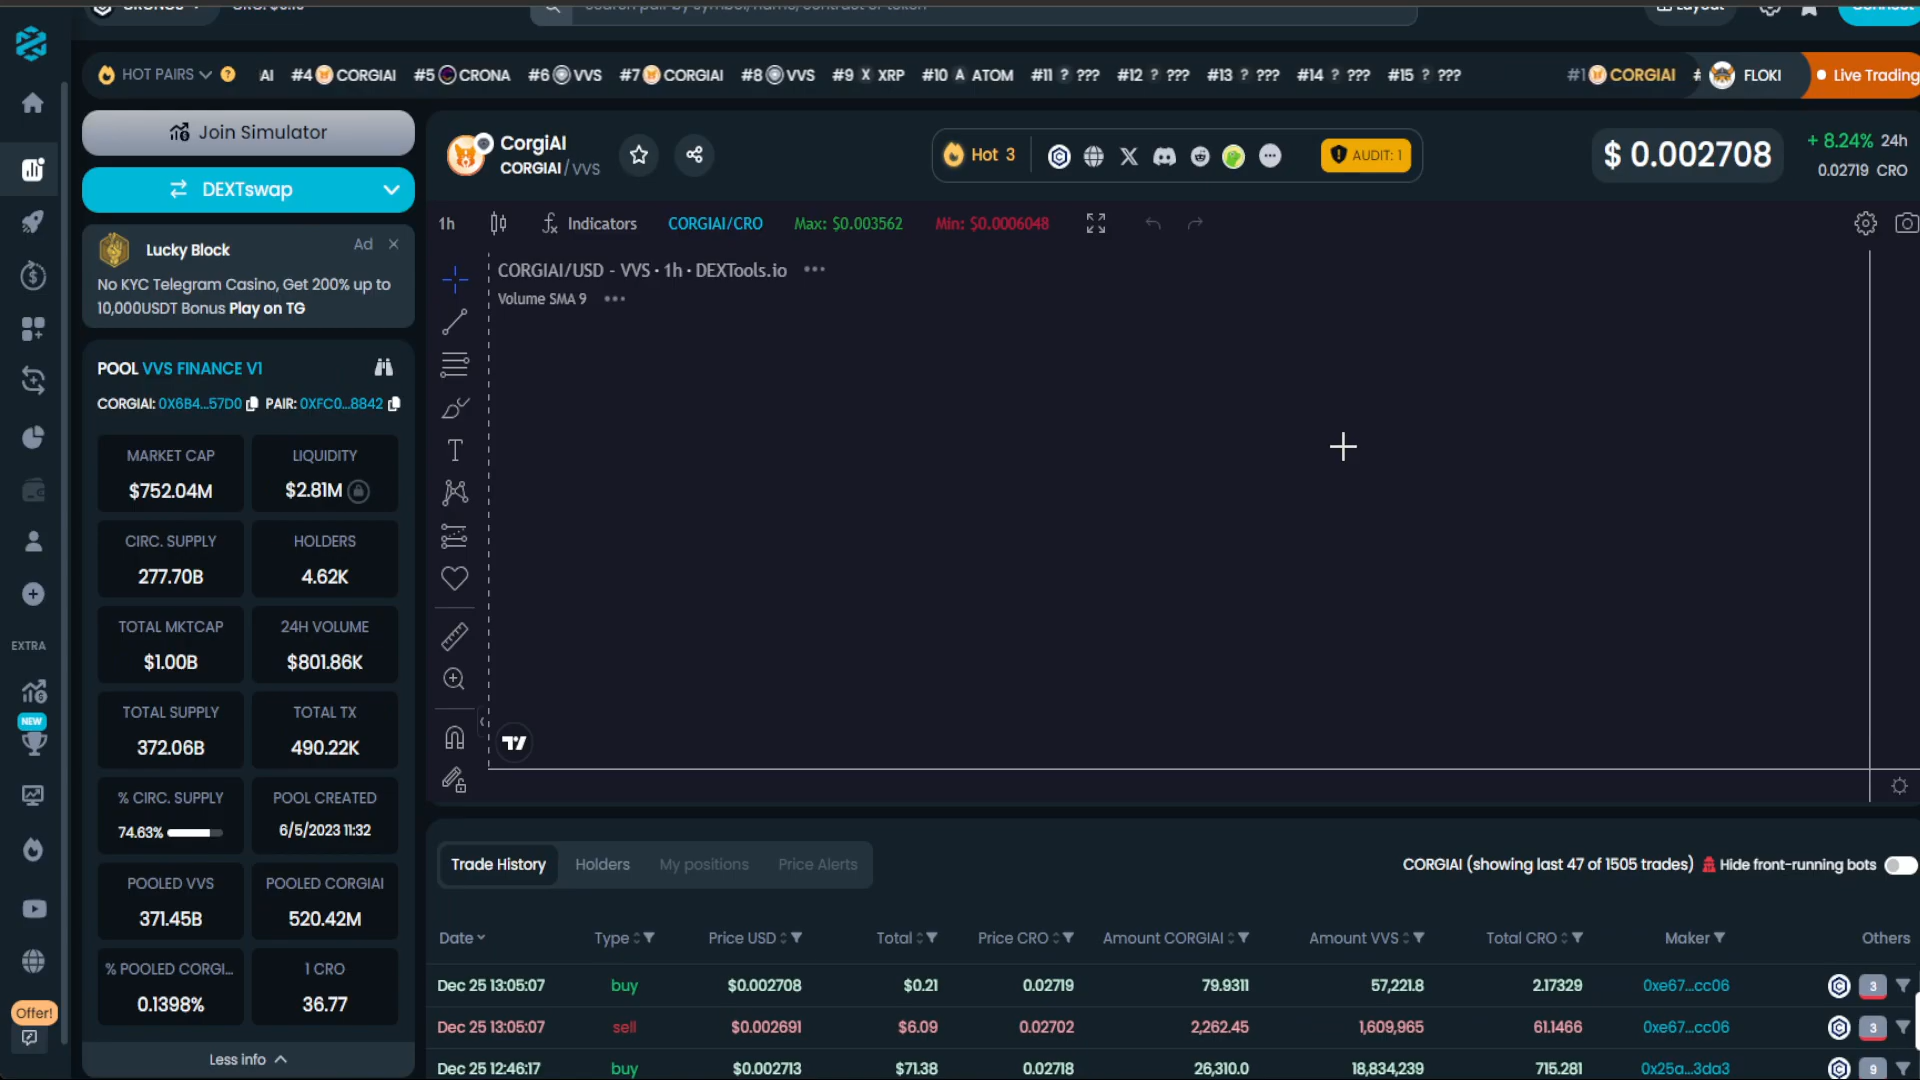 HOT PAIRS ? AI #4 CORGIAI #5 CRONA #6 VVS #7 CORGIAI #8 VVS #9 X XRP #10 A ATOM #11 ? ??? #12 ? ??? #13 ? ??? #14 ? ??? #15 ? ??? #1 CORGIAI FLOKI Live Trading
Join Simulator
DEXTswap
Lucky Block Ad
No KYC Telegram Casino, Get 200% up to
10,000USDT Bonus Play on TG
POOL VVS FINANCE V1
CORGIAI: 0X6B4...57D0 PAIR: 0XFC0...8842
MARKET CAP LIQUIDITY
$752.04M $2.81M
CIRC. SUPPLY HOLDERS
277.70B 4.62K
TOTAL MKTCAP 24H VOLUME
$1.00B $801.86K
TOTAL SUPPLY TOTAL TX
372.06B 490.22K
% CIRC. SUPPLY POOL CREATED
74.63% 6/5/2023 11:32
POOLED VVS POOLED CORGIAI
371.45B 520.42M
% POOLED CORGI... 1 CRO
0.1398% 36.77
Less info
EXTRA
NEW
Offer!
CorgiAI
CORGIAI/VVS
Hot 3
AUDIT: 1
$ 0.002708
+ 8.24% 24h
0.02719 CRO
1h Indicators CORGIAI/CRO Max: $0.003562 Min: $0.0006048
CORGIAI/USD - VVS · 1h · DEXTools.io
Volume SMA 9
Trade History Holders My positions Price Alerts
CORGIAI (showing last 47 of 1505 trades) Hide front-running bots
Date Type Price USD Total Price CRO Amount CORGIAI Amount VVS Total CRO Maker Others
Dec 25 13:05:07 buy $0.002708 $0.21 0.02719 79.9311 57,221.8 2.17329 0xe67...cc06 3
Dec 25 13:05:07 sell $0.002691 $6.09 0.02702 2,262.45 1,609,965 61.1466 0xe67...cc06 3
Dec 25 12:46:17 buy $0.002713 $71.38 0.02718 26,310.0 18,834,239 715.281 0x25a...3da3 9